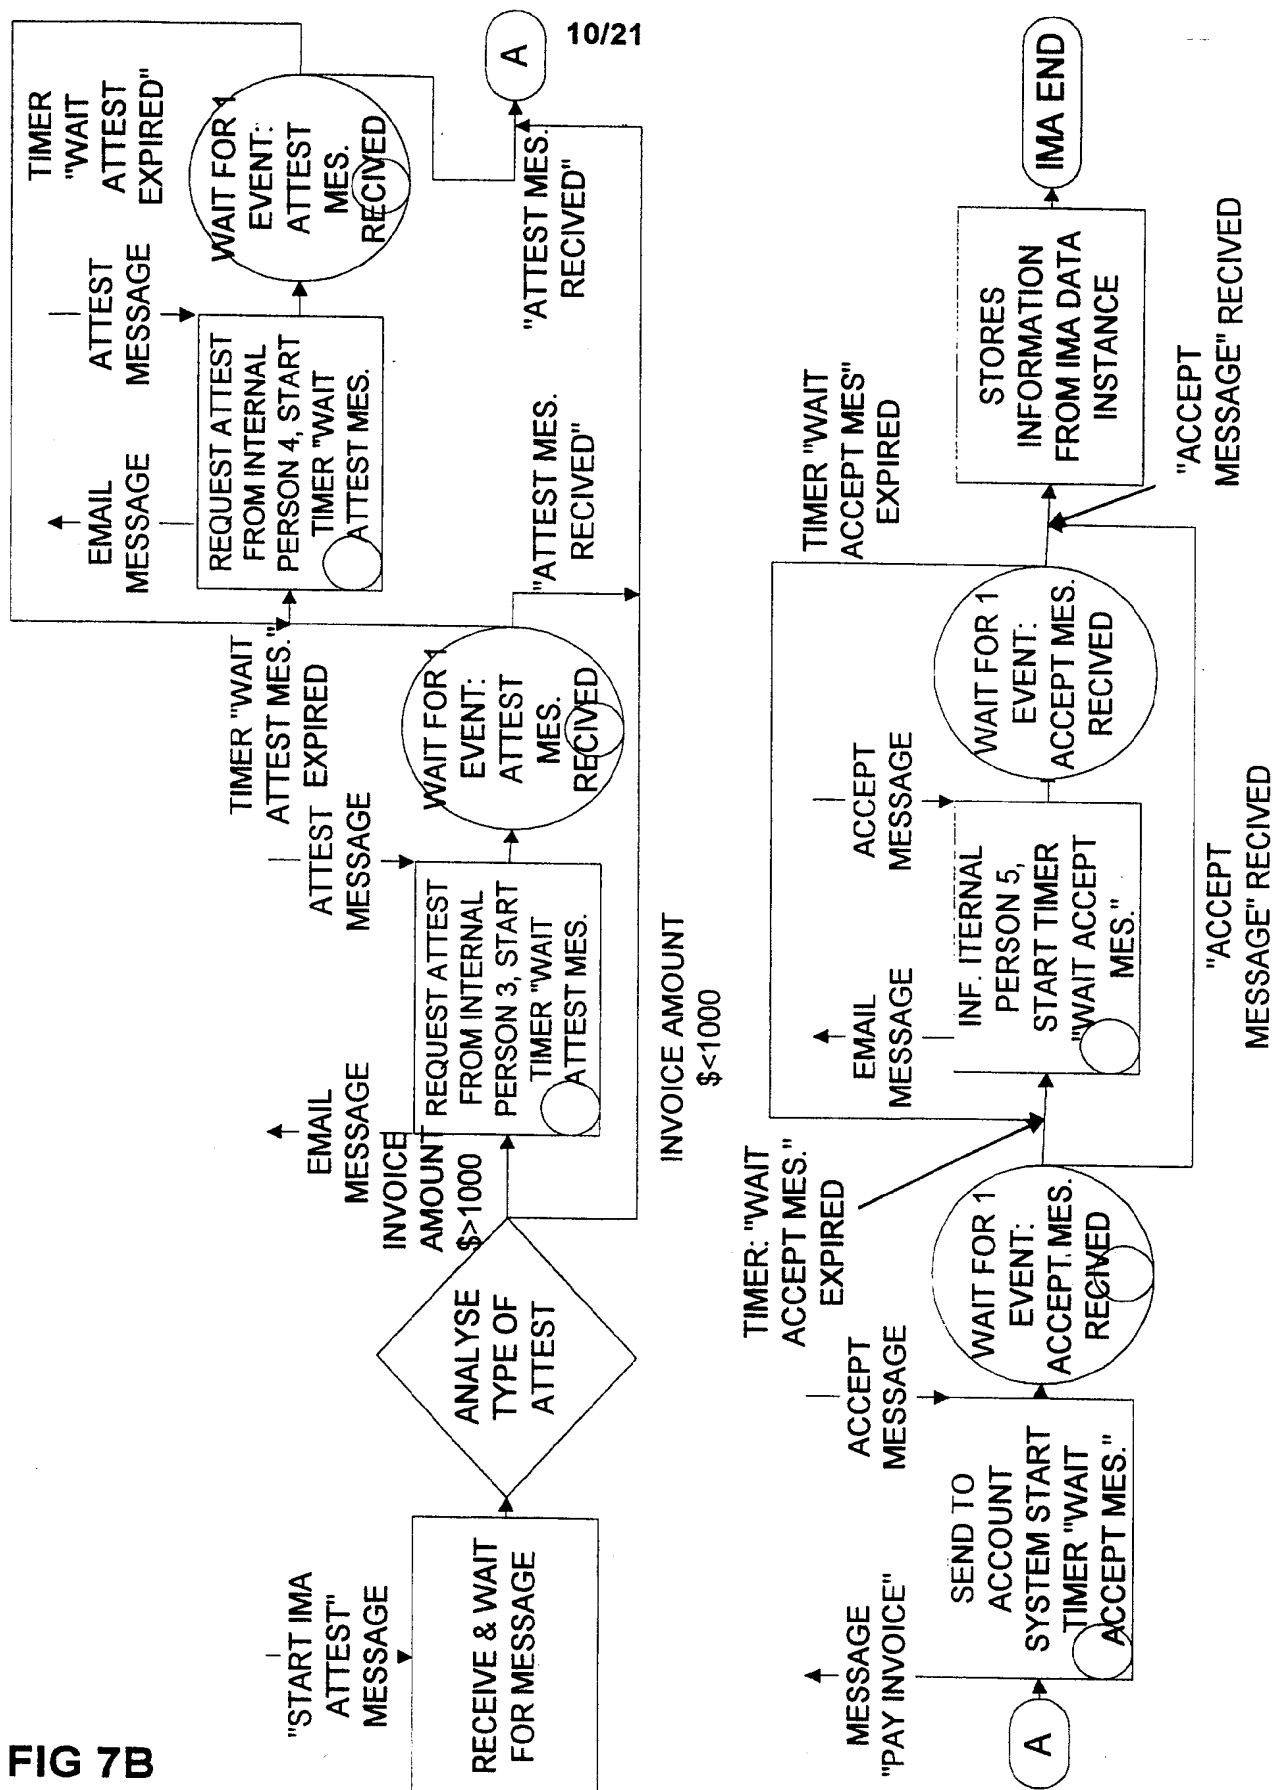 10/21
FIG 7B
"START IMA
ATTEST"
MESSAGE
RECEIVE & WAIT
FOR MESSAGE
ANALYSE
TYPE OF
ATTEST
INVOICE
AMOUNT
$>1000
INVOICE AMOUNT
$<1000
EMAIL
MESSAGE
REQUEST ATTEST
FROM INTERNAL
PERSON 3, START
TIMER "WAIT
ATTEST MES.
ATTEST
MESSAGE
WAIT FOR 1
EVENT:
ATTEST
MES.
RECIVED
TIMER "WAIT
ATTEST MES."
EXPIRED
"ATTEST MES.
RECIVED"
EMAIL
MESSAGE
REQUEST ATTEST
FROM INTERNAL
PERSON 4, START
TIMER "WAIT
ATTEST MES.
ATTEST
MESSAGE
WAIT FOR 1
EVENT:
ATTEST
MES.
RECIVED
TIMER
"WAIT
ATTEST
EXPIRED"
"ATTEST MES.
RECIVED"
A
A
MESSAGE
"PAY INVOICE"
SEND TO
ACCOUNT
SYSTEM START
TIMER "WAIT
ACCEPT MES."
ACCEPT
MESSAGE
WAIT FOR 1
EVENT:
ACCEPT. MES.
RECIVED
TIMER: "WAIT
ACCEPT MES."
EXPIRED
EMAIL
MESSAGE
INF. ITERNAL
PERSON 5,
START TIMER
"WAIT ACCEPT
MES."
ACCEPT
MESSAGE
WAIT FOR 1
EVENT:
ACCEPT MES.
RECIVED
TIMER "WAIT
ACCEPT MES"
EXPIRED
"ACCEPT
MESSAGE" RECIVED
"ACCEPT
MESSAGE" RECIVED
STORES
INFORMATION
FROM IMA DATA
INSTANCE
IMA END